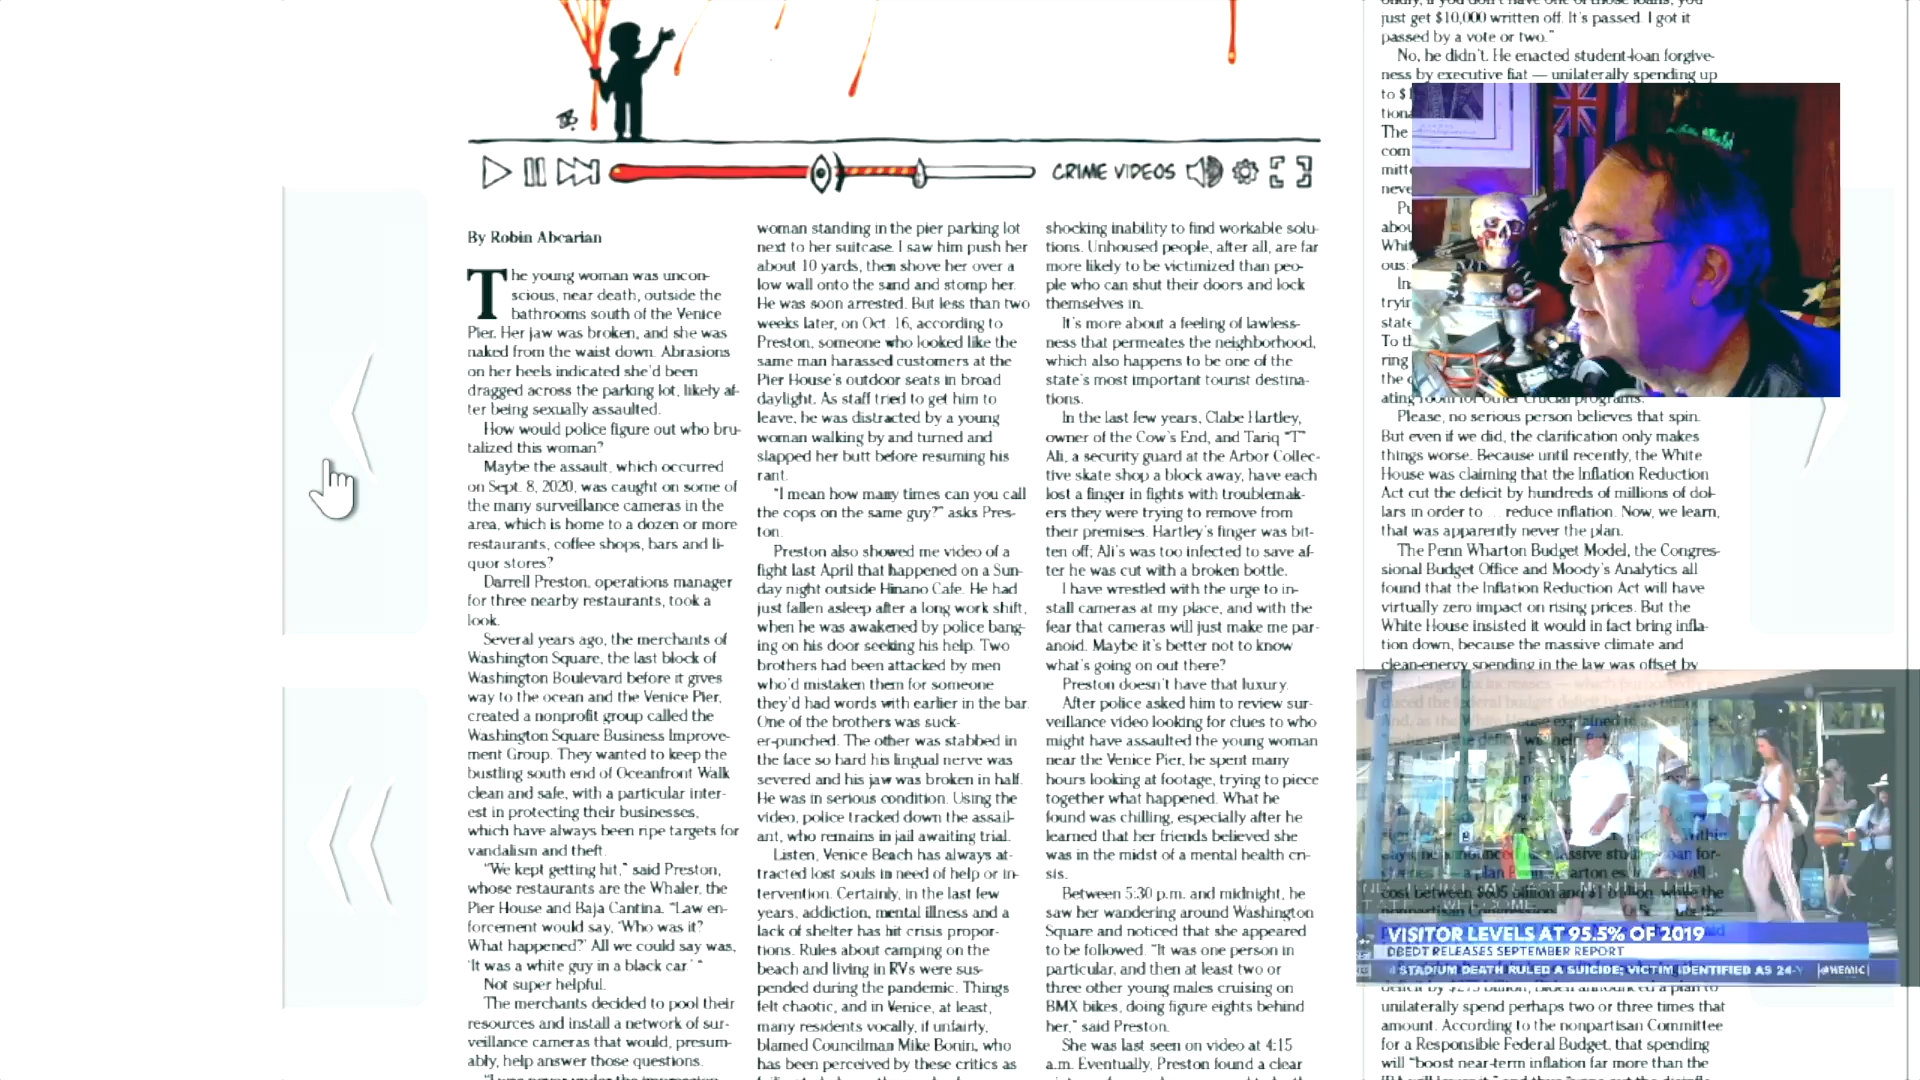 CRIME VIDEOS
By Robin Abcarian
The young woman was uncon-
scious, near death, outside the
bathrooms south of the Venice
Pier. Her jaw was broken, and she was
naked from the waist down. Abrasions
on her heels indicated she'd been
dragged across the parking lot, likely af-
ter being sexually assaulted.
How would police figure out who bru-
talized this woman?
Maybe the assault, which occurred
on Sept. 8, 2020, was caught on some of
the many surveillance cameras in the
area, which is home to a dozen or more
restaurants, coffee shops, bars and li-
quor stores?
Darrell Preston, operations manager
for three nearby restaurants, took a
look.
Several years ago, the merchants of
Washington Square, the last block of
Washington Boulevard before it gives
way to the ocean and the Venice Pier,
created a nonprofit group called the
Washington Square Business Improve-
ment Group. They wanted to keep the
bustling south end of Oceanfront Walk
clean and safe, with a particular inter-
est in protecting their businesses,
which have always been ripe targets for
vandalism and theft.
"We kept getting hit," said Preston,
whose restaurants are the Whaler, the
Pier House and Baja Cantina. "Law en-
forcement would say, 'Who was it?
What happened?' All we could say was,
'It was a white guy in a black car.' "
Not super helpful.
The merchants decided to pool their
resources and install a network of sur-
veillance cameras that would, presum-
ably, help answer those questions.
woman standing in the pier parking lot
next to her suitcase. I saw him push her
about 10 yards, then shove her over a
low wall onto the sand and stomp her.
He was soon arrested. But less than two
weeks later, on Oct. 16, according to
Preston, someone who looked like the
same man harassed customers at the
Pier House's outdoor seats in broad
daylight. As staff tried to get him to
leave, he was distracted by a young
woman walking by and turned and
slapped her butt before resuming his
rant.
"I mean how many times can you call
the cops on the same guy?" asks Pres-
ton.
Preston also showed me video of a
fight last April that happened on a Sun-
day night outside Hinano Cafe. He had
just fallen asleep after a long work shift,
when he was awakened by police bang-
ing on his door seeking his help. Two
brothers had been attacked by men
who'd mistaken them for someone
they'd had words with earlier in the bar.
One of the brothers was suck-
er-punched. The other was stabbed in
the face so hard his lingual nerve was
severed and his jaw was broken in half.
He was in serious condition. Using the
video, police tracked down the assail-
ant, who remains in jail awaiting trial.
Listen, Venice Beach has always at-
tracted lost souls in need of help or in-
tervention. Certainly, in the last few
years, addiction, mental illness and a
lack of shelter has hit crisis propor-
tions. Rules about camping on the
beach and living in RVs were sus-
pended during the pandemic. Things
felt chaotic, and in Venice, at least,
many residents vocally, if unfairly,
blamed Councilman Mike Bonin, who
has been perceived by these critics as
shocking inability to find workable solu-
tions. Unhoused people, after all, are far
more likely to be victimized than peo-
ple who can shut their doors and lock
themselves in.
It's more about a feeling of lawless-
ness that permeates the neighborhood,
which also happens to be one of the
state's most important tourist destina-
tions.
In the last few years, Clabe Hartley,
owner of the Cow's End, and Tariq "T"
Ali, a security guard at the Arbor Collec-
tive skate shop a block away, have each
lost a finger in fights with troublemak-
ers they were trying to remove from
their premises. Hartley's finger was bit-
ten off; Ali's was too infected to save af-
ter he was cut with a broken bottle.
I have wrestled with the urge to in-
stall cameras at my place, and with the
fear that cameras will just make me par-
anoid. Maybe it's better not to know
what's going on out there?
Preston doesn't have that luxury.
After police asked him to review sur-
veillance video looking for clues to who
might have assaulted the young woman
near the Venice Pier, he spent many
hours looking at footage, trying to piece
together what happened. What he
found was chilling, especially after he
learned that her friends believed she
was in the midst of a mental health cri-
sis.
Between 5:30 p.m. and midnight, he
saw her wandering around Washington
Square and noticed that she appeared
to be followed. "It was one person in
particular, and then at least two or
three other young males cruising on
BMX bikes, doing figure eights behind
her," said Preston.
She was last seen on video at 4:15
a.m. Eventually, Preston found a clear
just get $10,000 written off. It's passed. I got it
passed by a vote or two."
No, he didn't. He enacted student-loan forgive-
ness by executive fiat — unilaterally spending up
to
The
com
ring
Please, no serious person believes that spin.
But even if we did, the clarification only makes
things worse. Because until recently, the White
House was claiming that the Inflation Reduction
Act cut the deficit by hundreds of millions of dol-
lars in order to ... reduce inflation. Now, we learn,
that was apparently never the plan.
The Penn Wharton Budget Model, the Congres-
sional Budget Office and Moody's Analytics all
found that the Inflation Reduction Act will have
virtually zero impact on rising prices. But the
White House insisted it would in fact bring infla-
tion down, because the massive climate and
clean-energy spending in the law was offset by
VISITOR LEVELS AT 95.5% OF 2019
DBEDT RELEASES SEPTEMBER REPORT
STADIUM DEATH RULED A SUICIDE; VICTIM IDENTIFIED AS 24-Y
unilaterally spend perhaps two or three times that
amount. According to the nonpartisan Committee
for a Responsible Federal Budget, that spending
will "boost near-term inflation far more than the